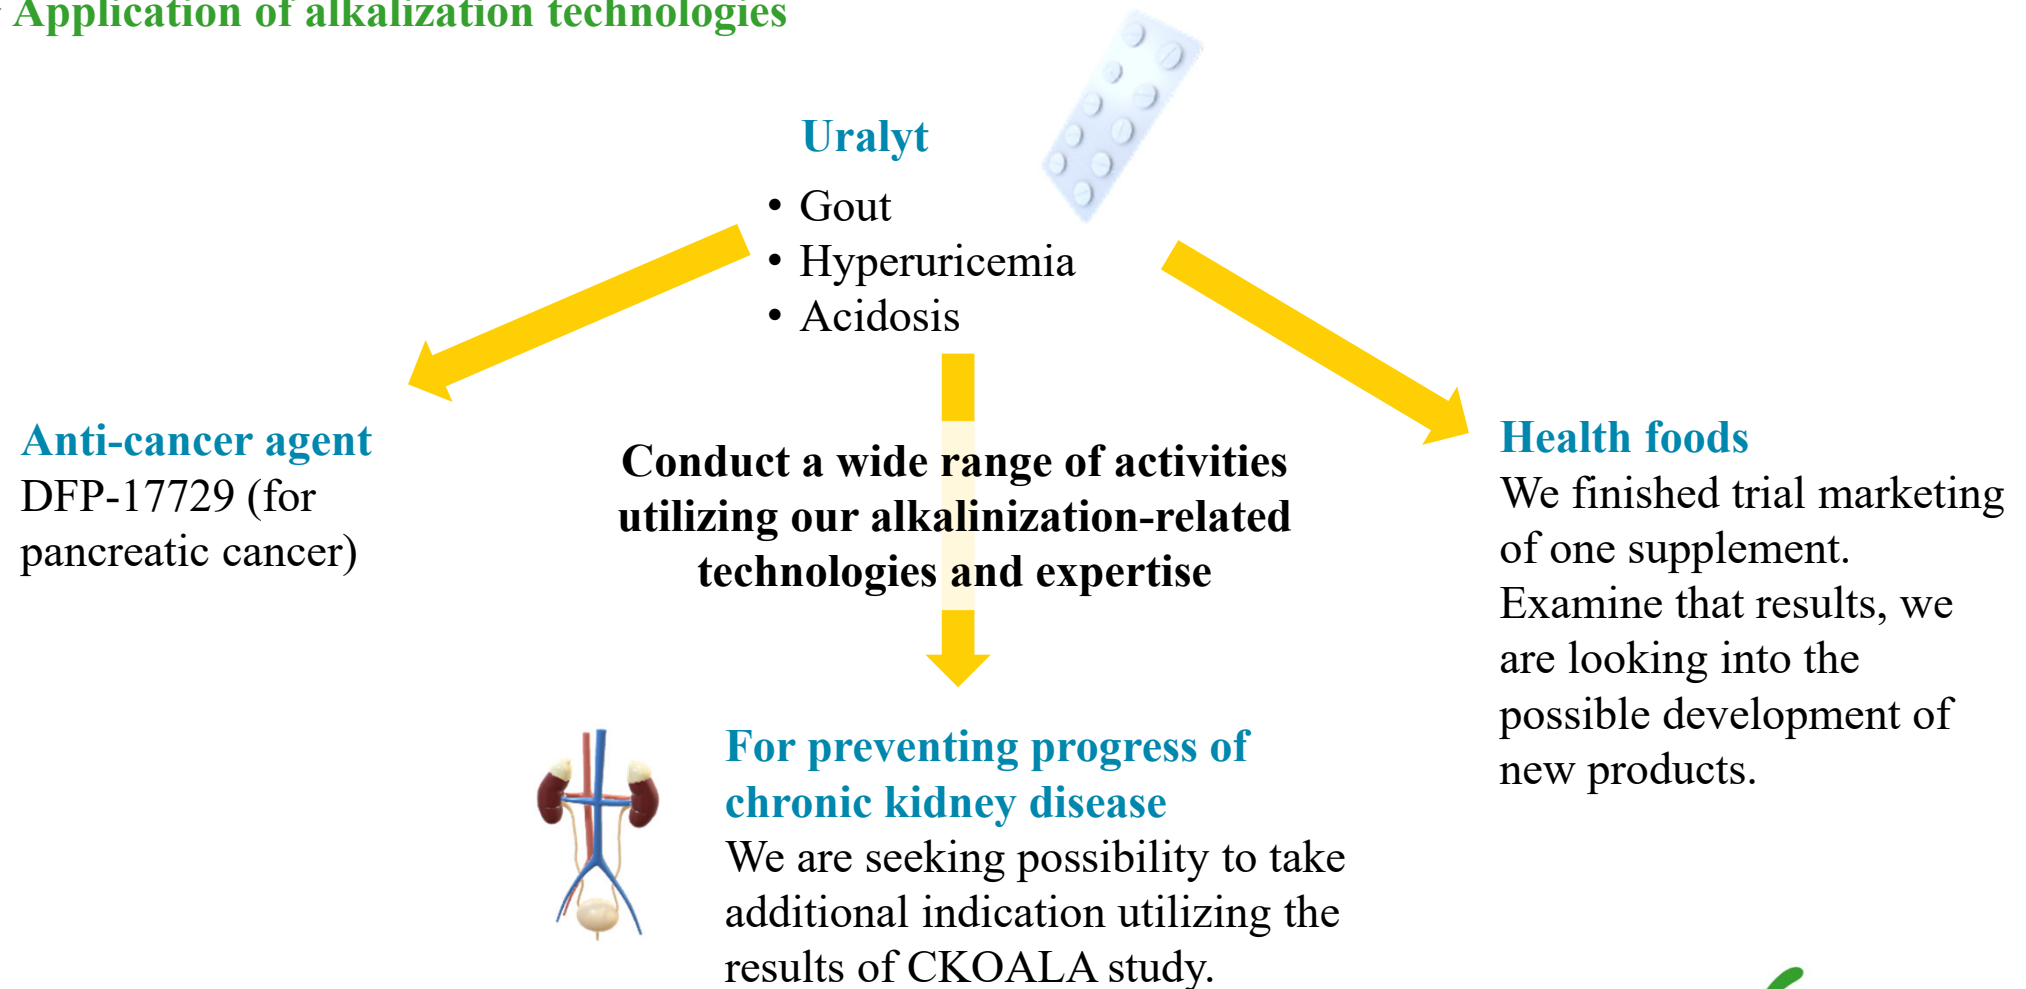 Application of alkalization technologies
Uralyt
• Gout
• Hyperuricemia
• Acidosis
Anti-cancer agent
DFP-17729 (for
pancreatic cancer)
Conduct a wide range of activities
utilizing our alkalinization-related
technologies and expertise
Health foods
We finished trial marketing
of one supplement.
Examine that results, we
are looking into the
possible development of
new products.
For preventing progress of
chronic kidney disease
We are seeking possibility to take
additional indication utilizing the
results of CKOALA study.